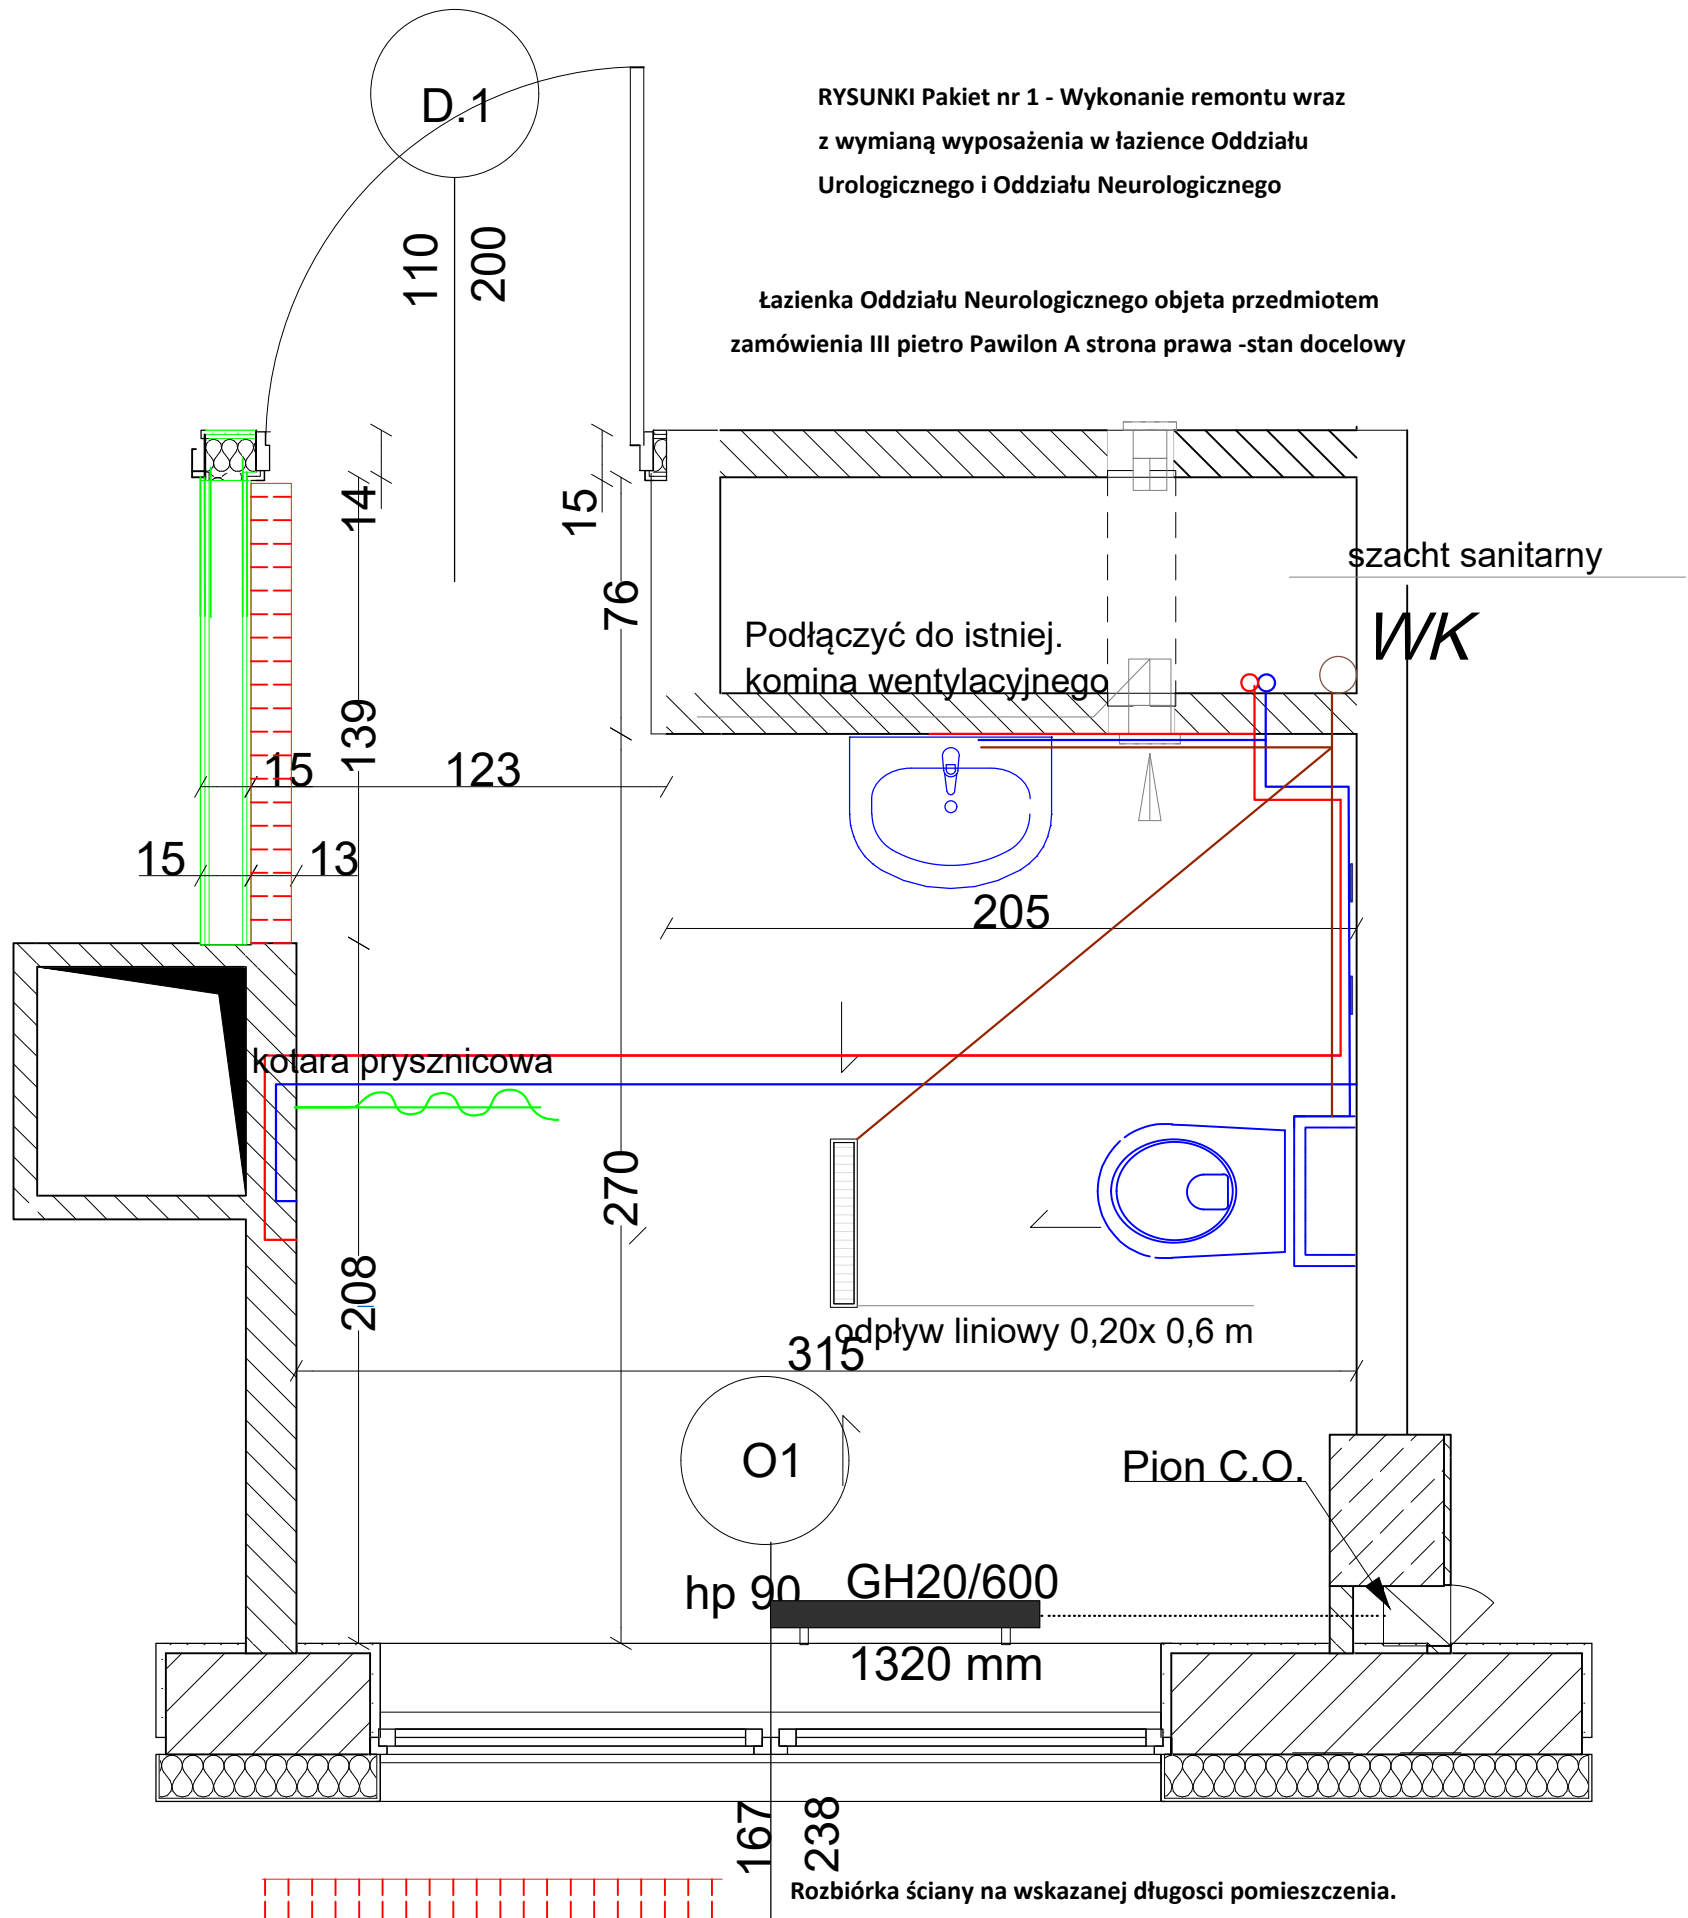 D.1
RYSUNKI Pakiet nr 1 - Wykonanie remontu wraz
z wymianą wyposażenia w łazience Oddziału
Urologicznego i Oddziału Neurologicznego
110
200
Łazienka Oddziału Neurologicznego objeta przedmiotem
zamówienia III pietro Pawilon A strona prawa -stan docelowy
14
15
szacht sanitarny
76
WK
Podłączyć do istniej.
komina wentylacyjnego
139
15
123
15
13
205
kotara prysznicowa
270
208
odpływ liniowy 0,20x 0,6 m
315
O1
Pion C.O.
hp 90
GH20/600
1320 mm
167
238
Rozbiórka ściany na wskazanej długosci pomieszczenia.